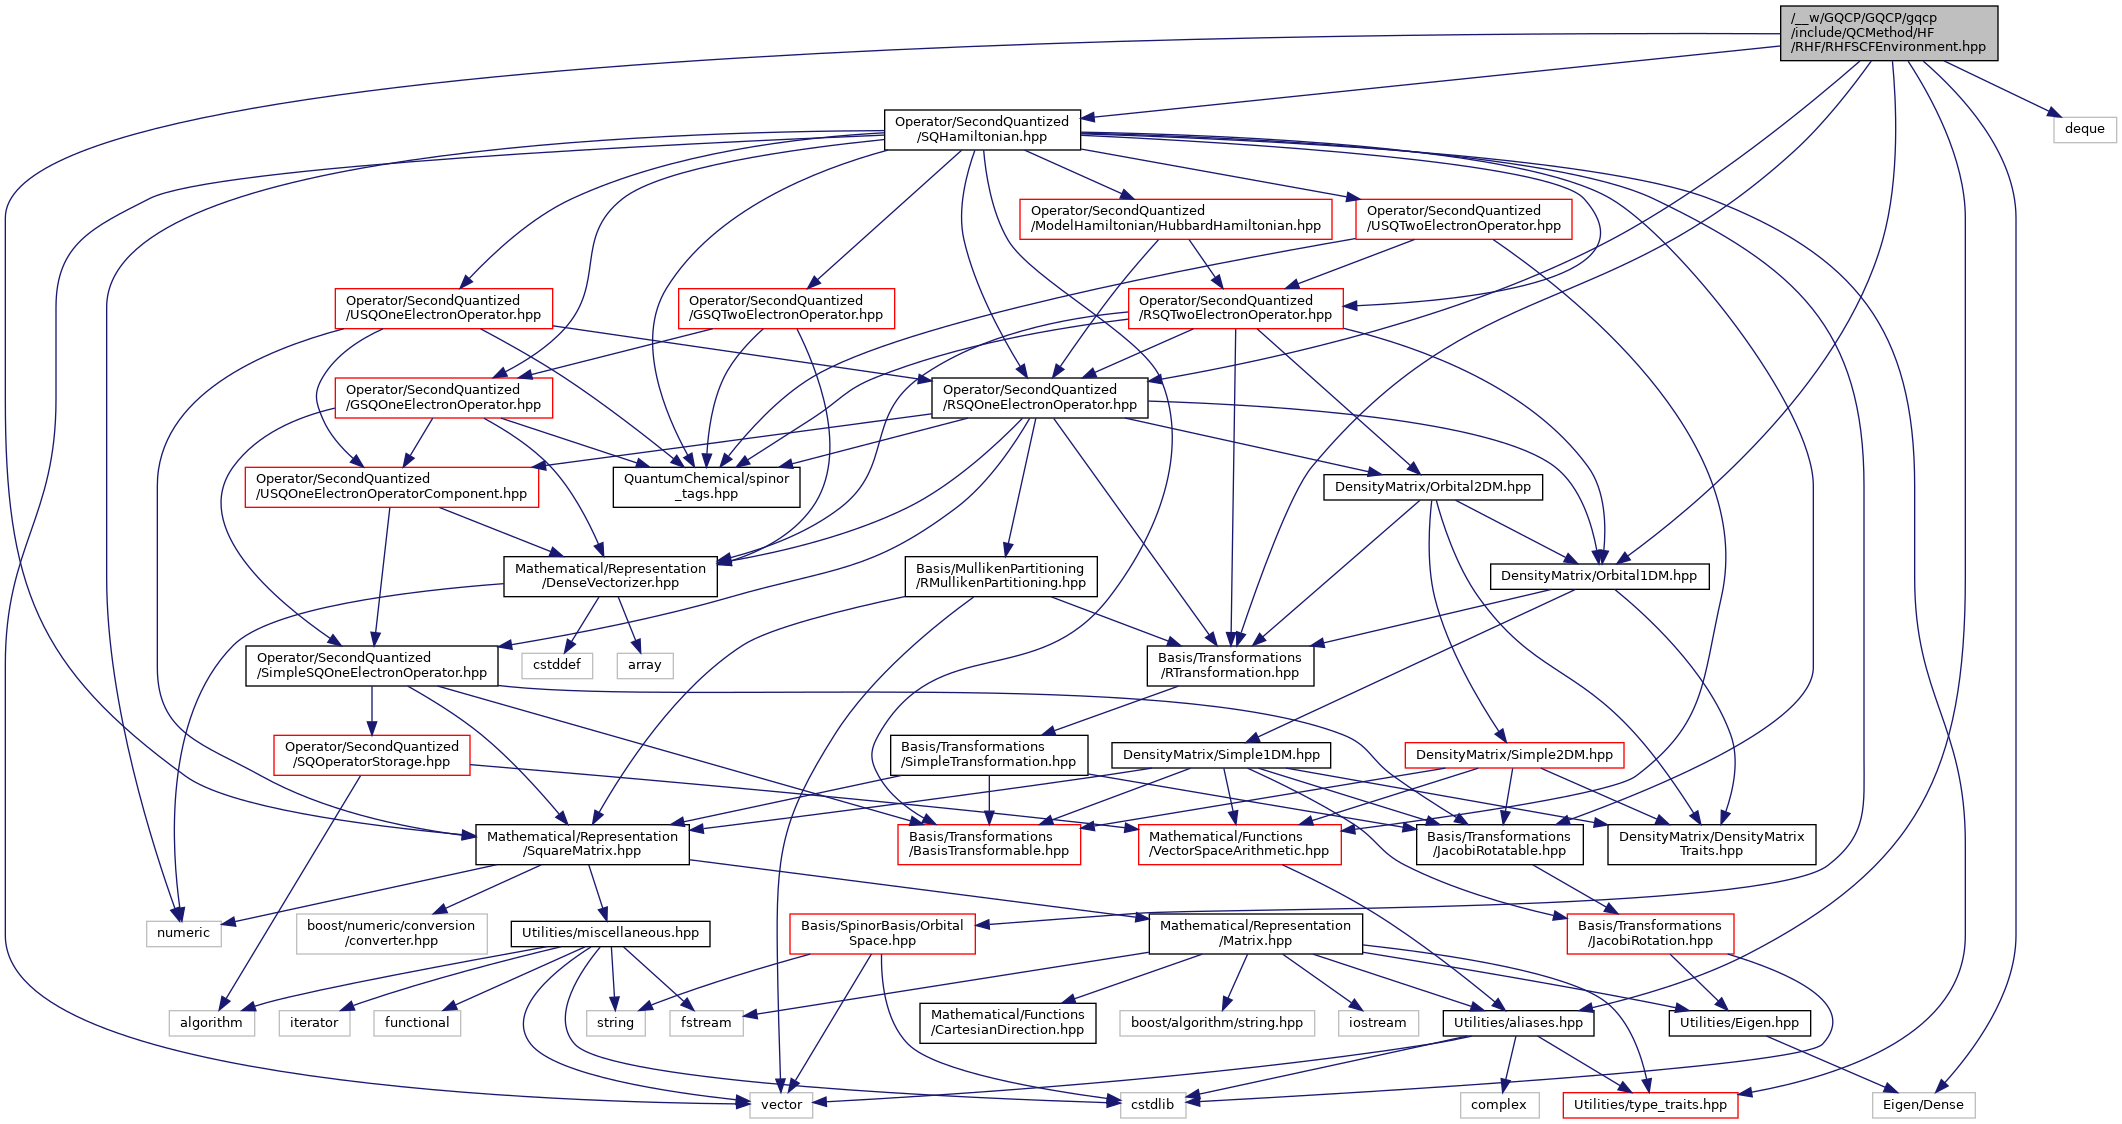 /__w/GQCP/GQCP/gqcp
/include/QCMethod/HF
/RHF/RHFSCFEnvironment.hpp
deque
Operator/SecondQuantized
/SQHamiltonian.hpp
Operator/SecondQuantized
/ModelHamiltonian/HubbardHamiltonian.hpp
Operator/SecondQuantized
/USQTwoElectronOperator.hpp
Operator/SecondQuantized
/USQOneElectronOperator.hpp
Operator/SecondQuantized
/GSQTwoElectronOperator.hpp
Operator/SecondQuantized
/RSQTwoElectronOperator.hpp
Operator/SecondQuantized
/GSQOneElectronOperator.hpp
Operator/SecondQuantized
/RSQOneElectronOperator.hpp
Operator/SecondQuantized
/USQOneElectronOperatorComponent.hpp
QuantumChemical/spinor
_tags.hpp
DensityMatrix/Orbital2DM.hpp
Mathematical/Representation
/DenseVectorizer.hpp
Basis/MullikenPartitioning
/RMullikenPartitioning.hpp
DensityMatrix/Orbital1DM.hpp
Operator/SecondQuantized
/SimpleSQOneElectronOperator.hpp
cstddef
array
Basis/Transformations
/RTransformation.hpp
Operator/SecondQuantized
/SQOperatorStorage.hpp
Basis/Transformations
/SimpleTransformation.hpp
DensityMatrix/Simple1DM.hpp
DensityMatrix/Simple2DM.hpp
Mathematical/Representation
/SquareMatrix.hpp
Basis/Transformations
/BasisTransformable.hpp
Mathematical/Functions
/VectorSpaceArithmetic.hpp
Basis/Transformations
/JacobiRotatable.hpp
DensityMatrix/DensityMatrix
Traits.hpp
numeric
boost/numeric/conversion
/converter.hpp
Utilities/miscellaneous.hpp
Basis/SpinorBasis/Orbital
Space.hpp
Mathematical/Representation
/Matrix.hpp
Basis/Transformations
/JacobiRotation.hpp
algorithm
iterator
functional
string
fstream
Mathematical/Functions
/CartesianDirection.hpp
boost/algorithm/string.hpp
iostream
Utilities/aliases.hpp
Utilities/Eigen.hpp
vector
cstdlib
complex
Utilities/type_traits.hpp
Eigen/Dense